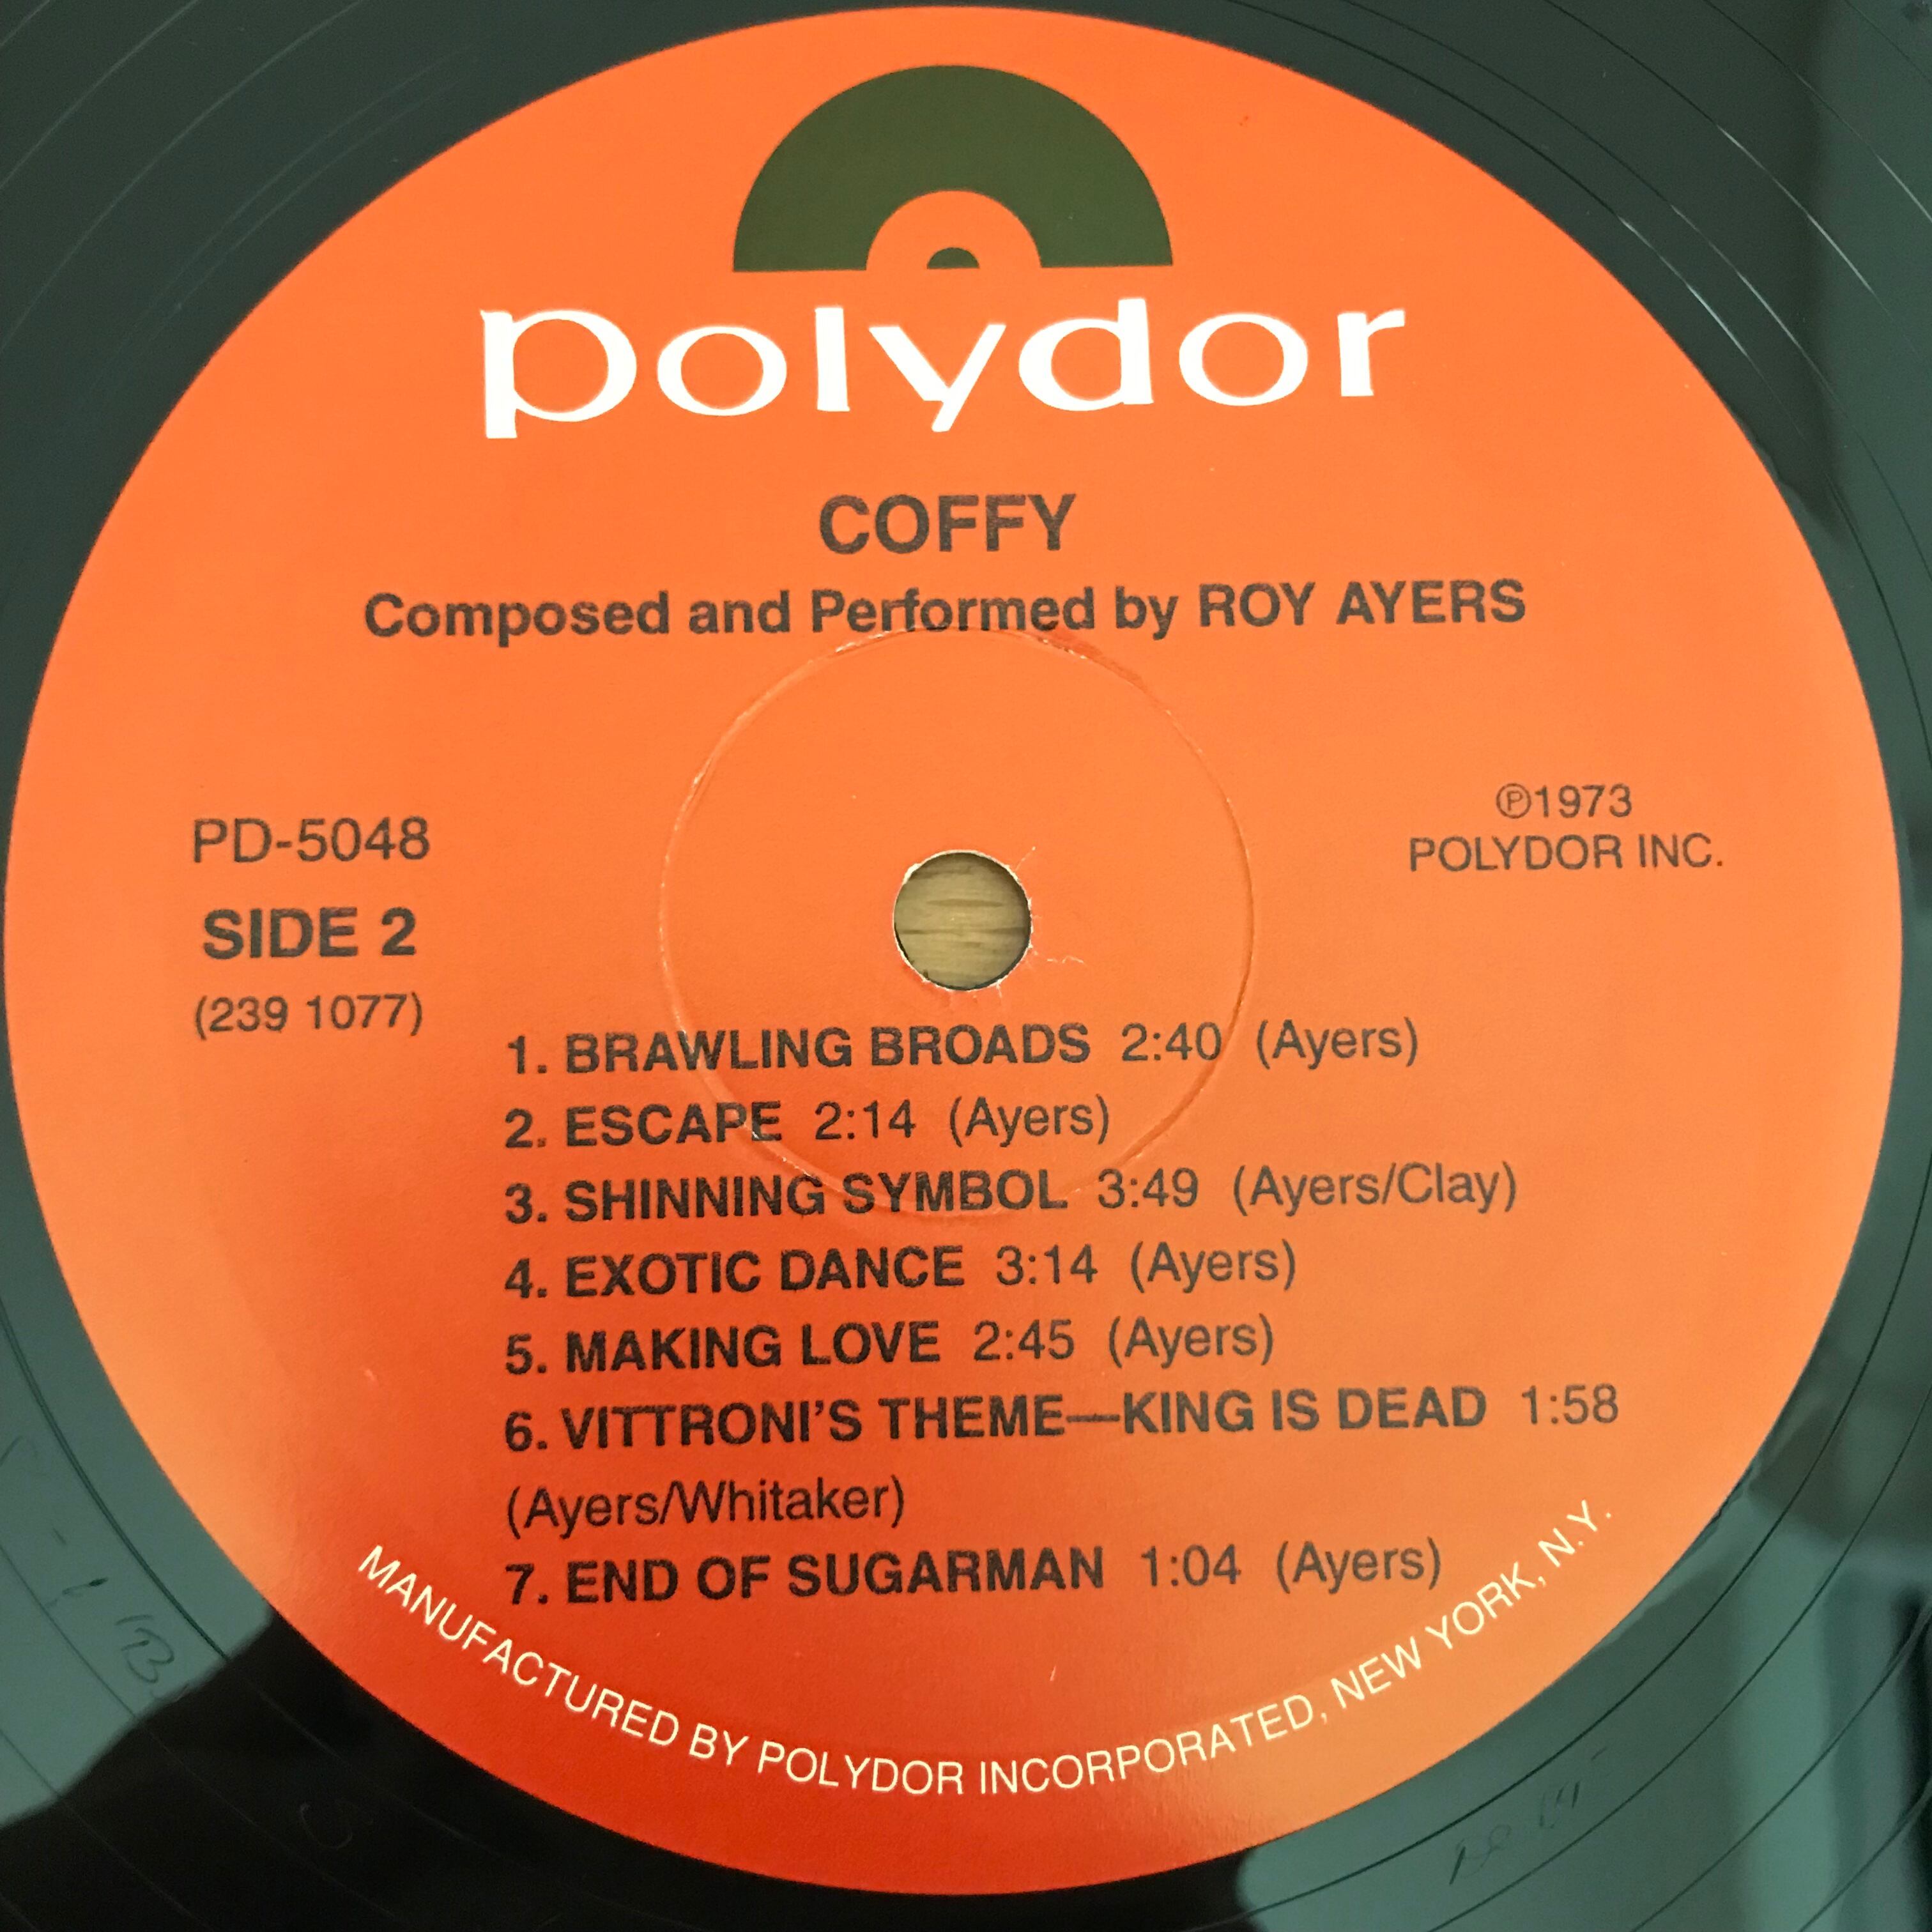 polydor
COFFY
Composed and Performed by ROY AYERS
PD-5048
SIDE 2
(239 1077)
℗1973
POLYDOR INC.
1. BRAWLING BROADS 2:40 (Ayers)
2. ESCAPE 2:14 (Ayers)
3. SHINNING SYMBOL 3:49 (Ayers/Clay)
4. EXOTIC DANCE 3:14 (Ayers)
5. MAKING LOVE 2:45 (Ayers)
6. VITTRONI'S THEME—KING IS DEAD 1:58
(Ayers/Whitaker)
7. END OF SUGARMAN 1:04 (Ayers)
MANUFACTURED BY POLYDOR INCORPORATED, NEW YORK, N.Y.